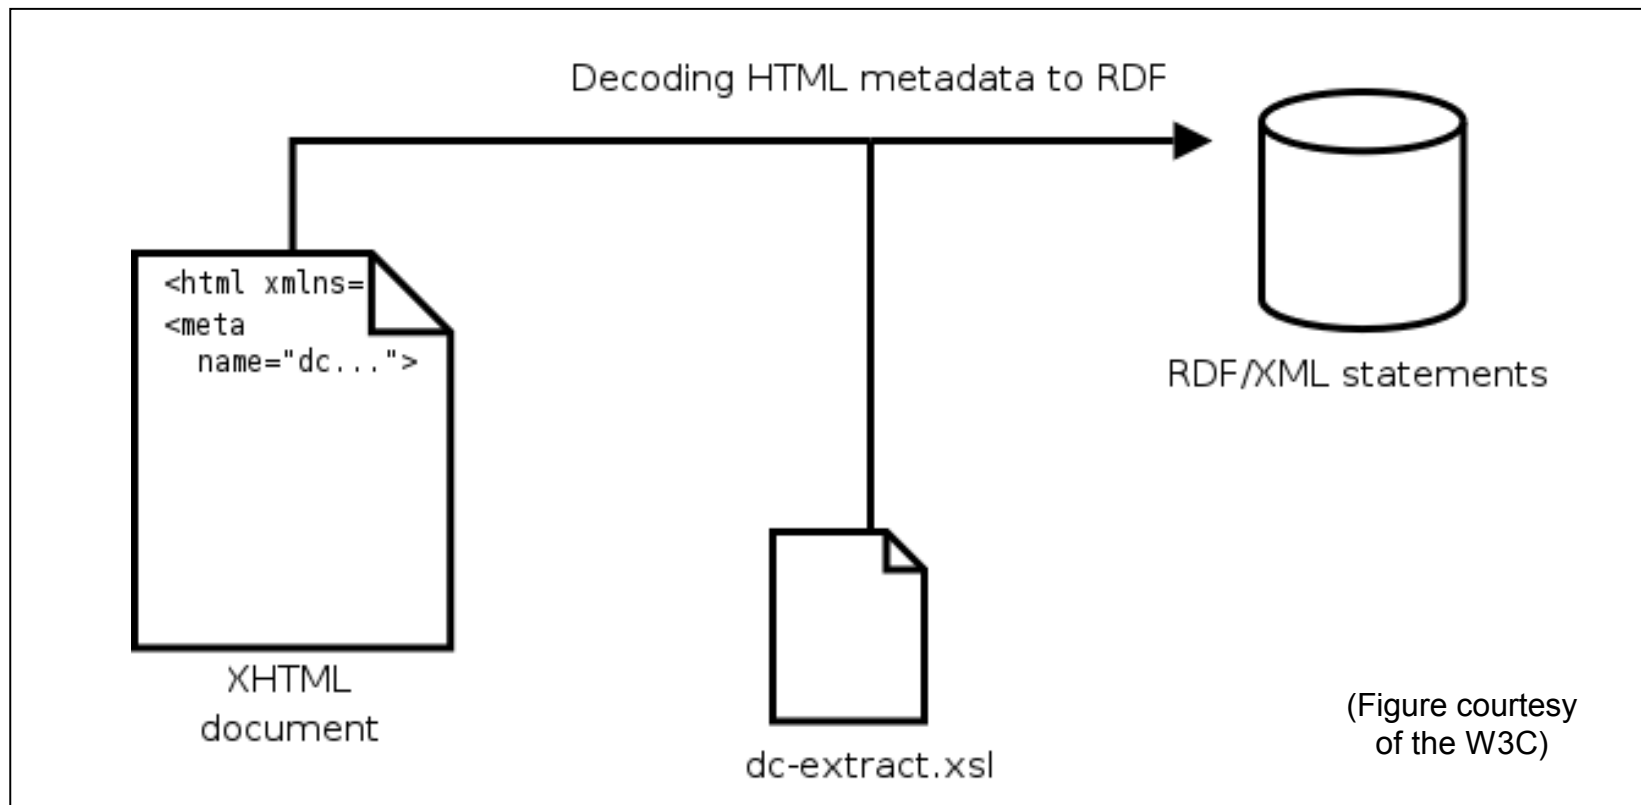 Decoding HTML metadata to RDF
<html xmlns=
<meta
name="dc...">
RDF/XML statements
XHTML
document
dc-extract.xsl
(Figure courtesy
of the W3C)